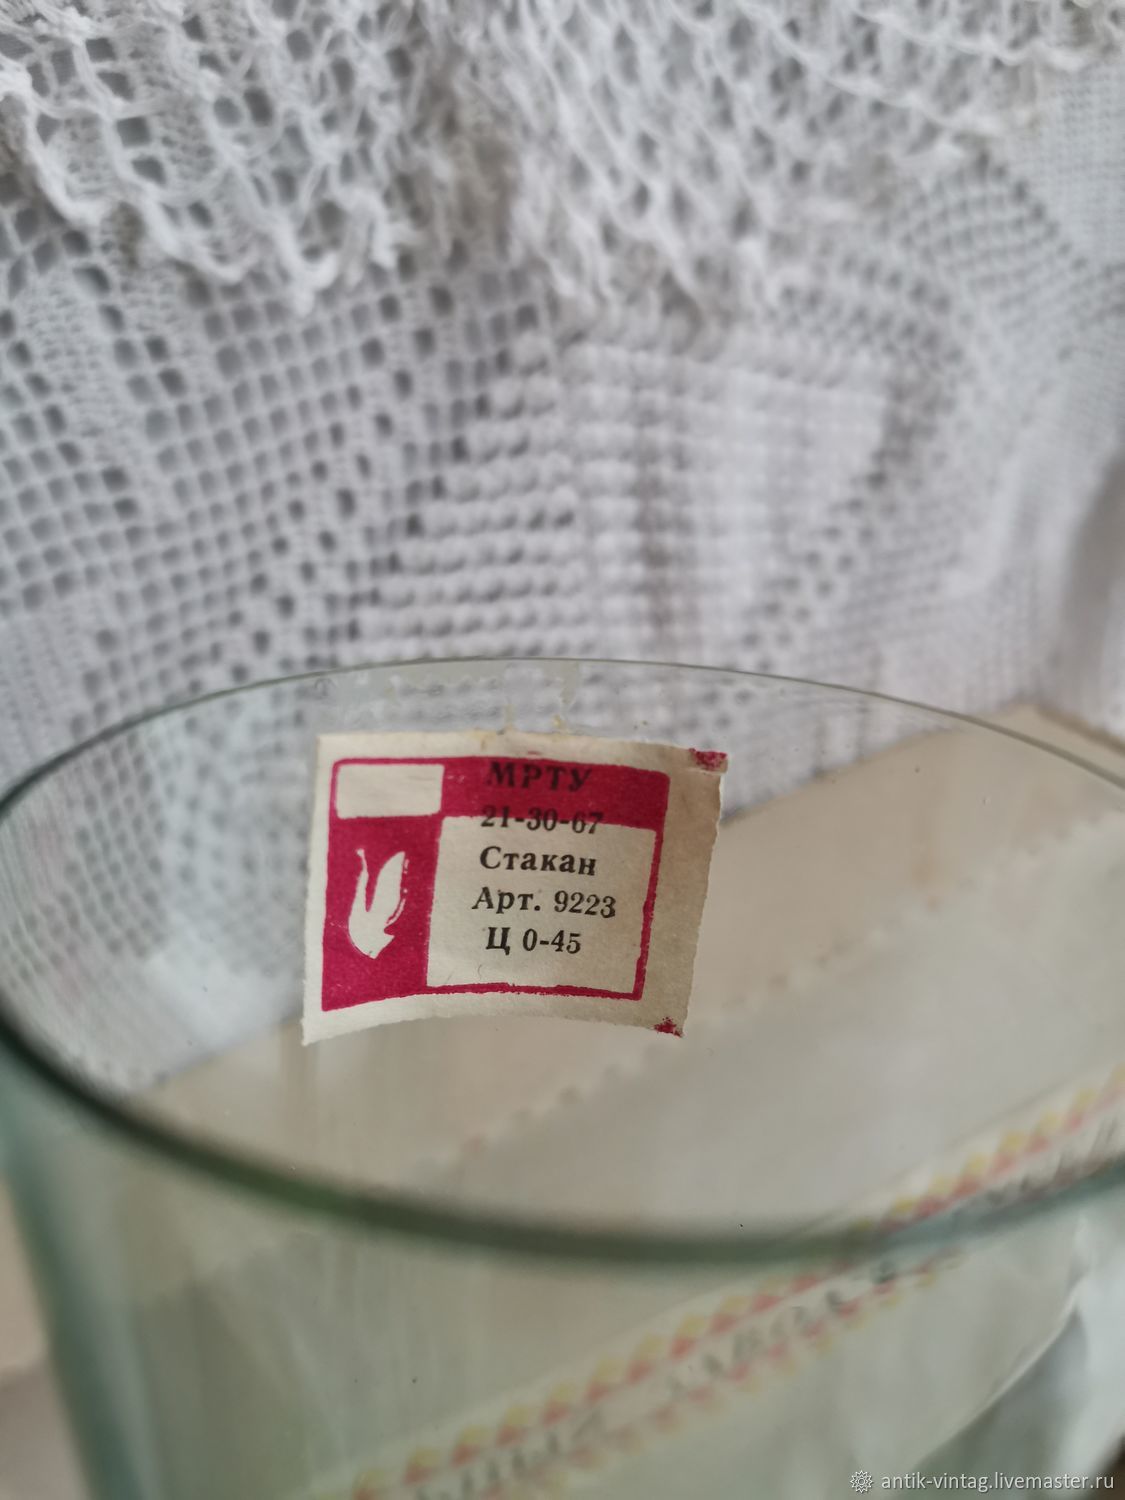 МРТУ
21-30-67
Стакан
Арт. 9223
Ц 0-45
antik-vintag.livemaster.ru